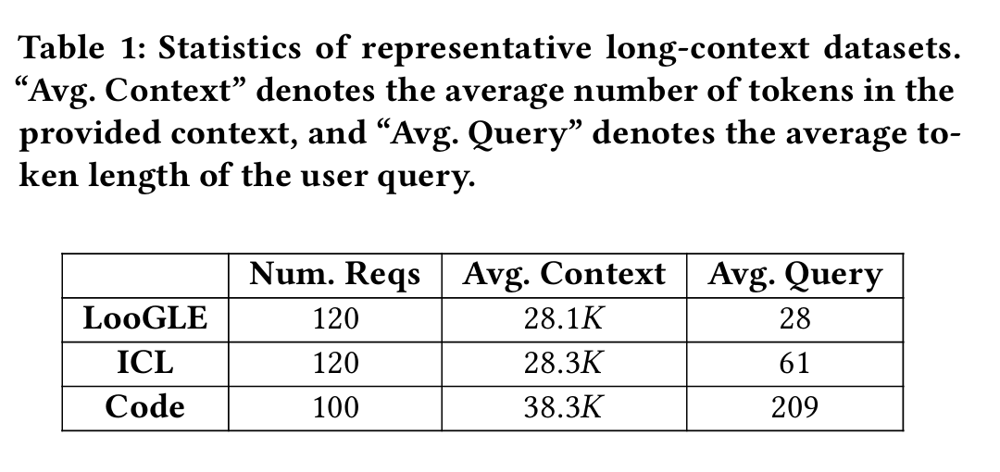 Table 1: Statistics of representative long-context datasets.
“Avg. Context” denotes the average number of tokens in the
provided context, and “Avg. Query” denotes the average to-
ken length of the user query.
Num. Reqs Avg. Context Avg. Query
LooGLE 120 28.1K 28
ICL 120 28.3K 61
Code 100 38.3K 209